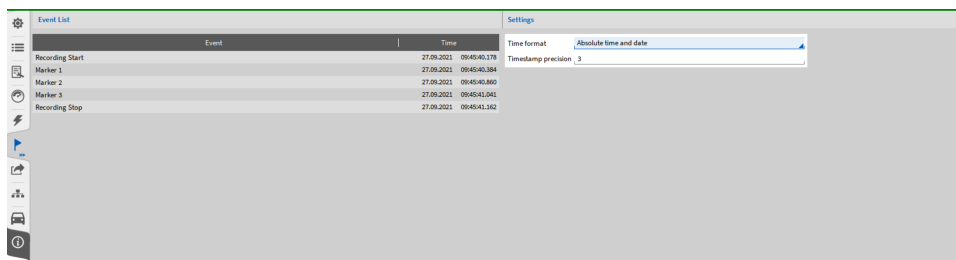 Event List
Settings
Event Time
Recording Start 27.09.2021 09:45:40.178
Marker 1 27.09.2021 09:45:40.384
Marker 2 27.09.2021 09:45:40.860
Marker 3 27.09.2021 09:45:41.041
Recording Stop 27.09.2021 09:45:41.162
Time format Absolute time and date
Timestamp precision 3